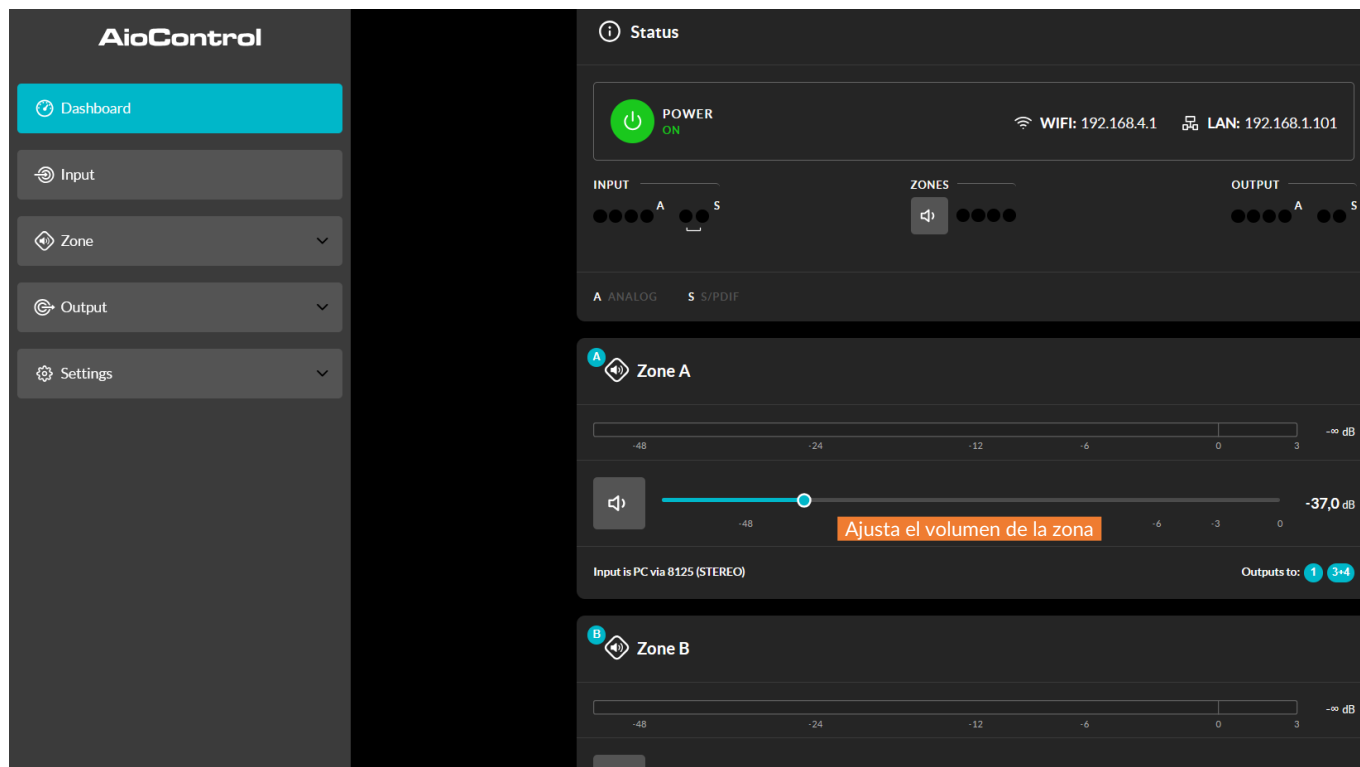 AioControl
Dashboard
Input
Zone
Output
Settings
Status
POWER
ON
WIFI: 192.168.4.1 LAN: 192.168.1.101
INPUT ZONES OUTPUT
A S A S
A ANALOG S S/PDIF
A Zone A
-∞ dB
-48 -24 -12 -6 0 3
-37,0 dB
-48 -6 -3 0
Ajusta el volumen de la zona
Input is PC via 8125 (STEREO) Outputs to: 1 3+4
B Zone B
-∞ dB
-48 -24 -12 -6 0 3